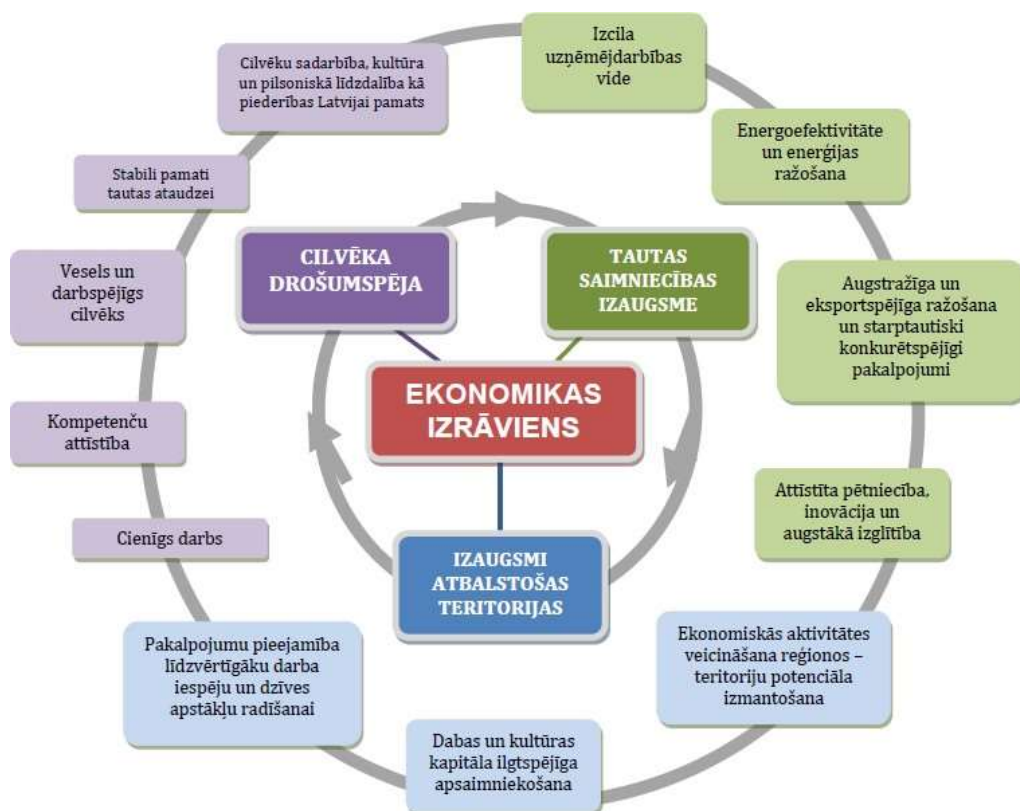 Cilvēku sadarbība, kultūra
un pilsoniskā līdzdalība kā
piederības Latvijai pamats
Izcila
uzņēmējdarbības
vide
Energoefektivitāte
un enerģijas
ražošana
Stabili pamati
tautas ataudzei
CILVĒKA
DROŠUMSPĒJA
TAUTAS
SAIMNIECĪBAS
IZAUGSME
Vesels un
darbspējīgs
cilvēks
Augstražīga un
eksportspējīga ražošana
un starptautiski
konkurētspējīgi
pakalpojumi
EKONOMIKAS
IZRĀVIENS
Kompetenču
attīstība
Attīstīta pētniecība,
inovācija un
augstākā izglītība
Cienīgs darbs
IZAUGSMI
ATBALSTOŠAS
TERITORIJAS
Pakalpojumu pieejamība
līdzvērtīgāku darba
iespēju un dzīves
apstākļu radīšanai
Ekonomiskās aktivitātes
veicināšana reģionos –
teritoriju potenciāla
izmantošana
Dabas un kultūras
kapitāla ilgtspējīga
apsaimniekošana